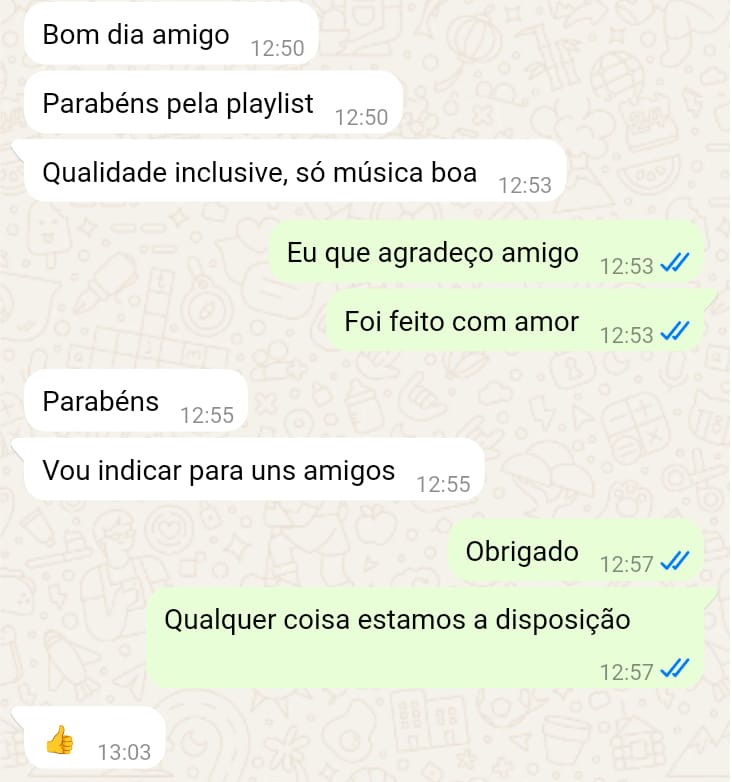 Bom dia amigo 12:50
Parabéns pela playlist 12:50
Qualidade inclusive, só música boa 12:53
Eu que agradeço amigo 12:53
Foi feito com amor 12:53
Parabéns 12:55
Vou indicar para uns amigos 12:55
Obrigado 12:57
Qualquer coisa estamos a disposição
12:57
👍 13:03